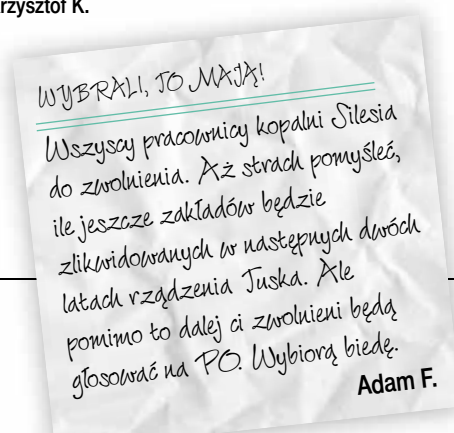 rzysztof K.
WYBRALI, TO MAJĄ!
Wszyscy pracownicy kopalni Silesia
do zwolnienia. Aż strach pomyśleć,
ile jeszcze zakładów będzie
zlikwidowanych w następnych dwóch
latach rządzenia Tuska. Ale
pomimo to dalej ci zwolnieni będą
głosować na PO. Wybiorą biedę.
Adam F.